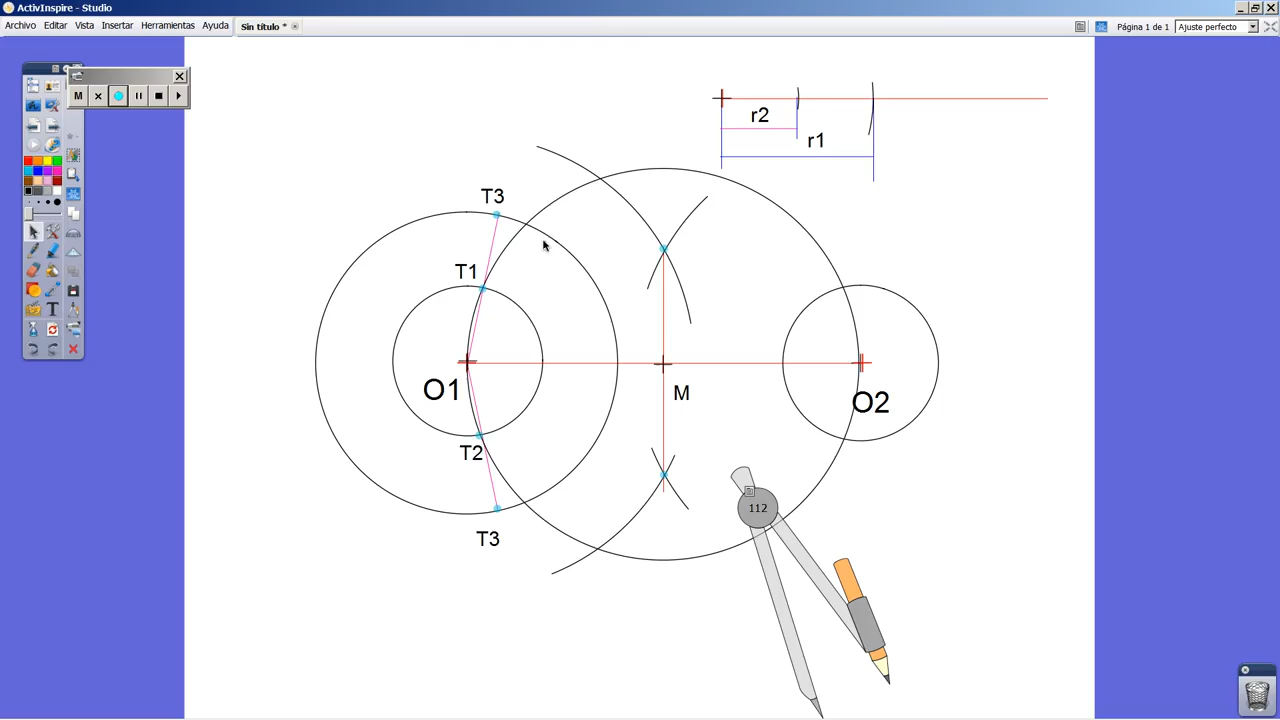 ActivInspire - Studio
Archivo Editar Vista Insertar Herramientas Ayuda Sin título * Página 1 de 1 Ajuste perfecto
M
r2
r1
T3
T1
O1
M
O2
T2
T3
112